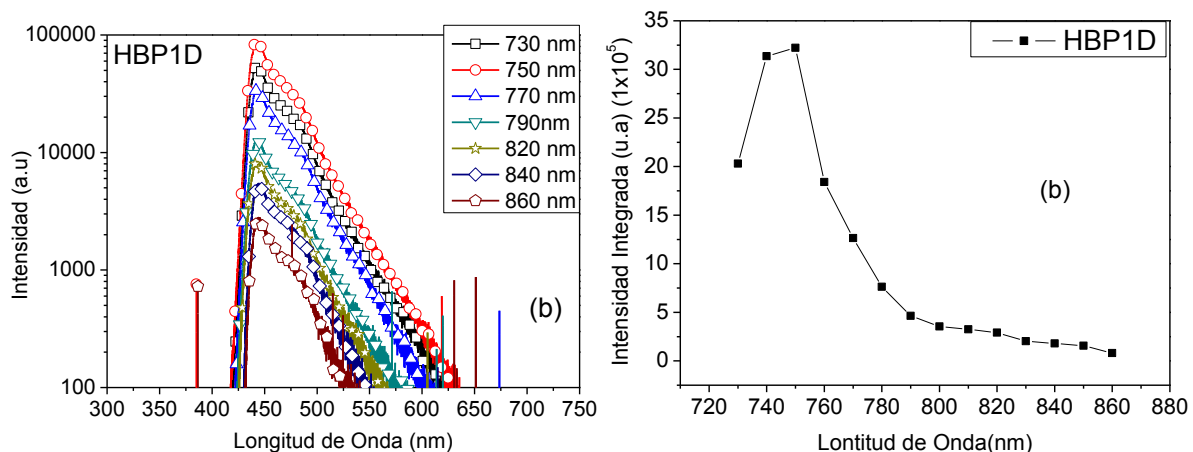 HBP1D
730 nm
750 nm
770 nm
790nm
820 nm
840 nm
860 nm
(b)
100000
10000
1000
100
Intensidad (a.u)
300 350 400 450 500 550 600 650 700 750
Longitud de Onda (nm)
HBP1D
(b)
35
30
25
20
15
10
5
0
Intensidad Integrada (u.a) (1x10⁵)
720 740 760 780 800 820 840 860 880
Lontitud de Onda(nm)